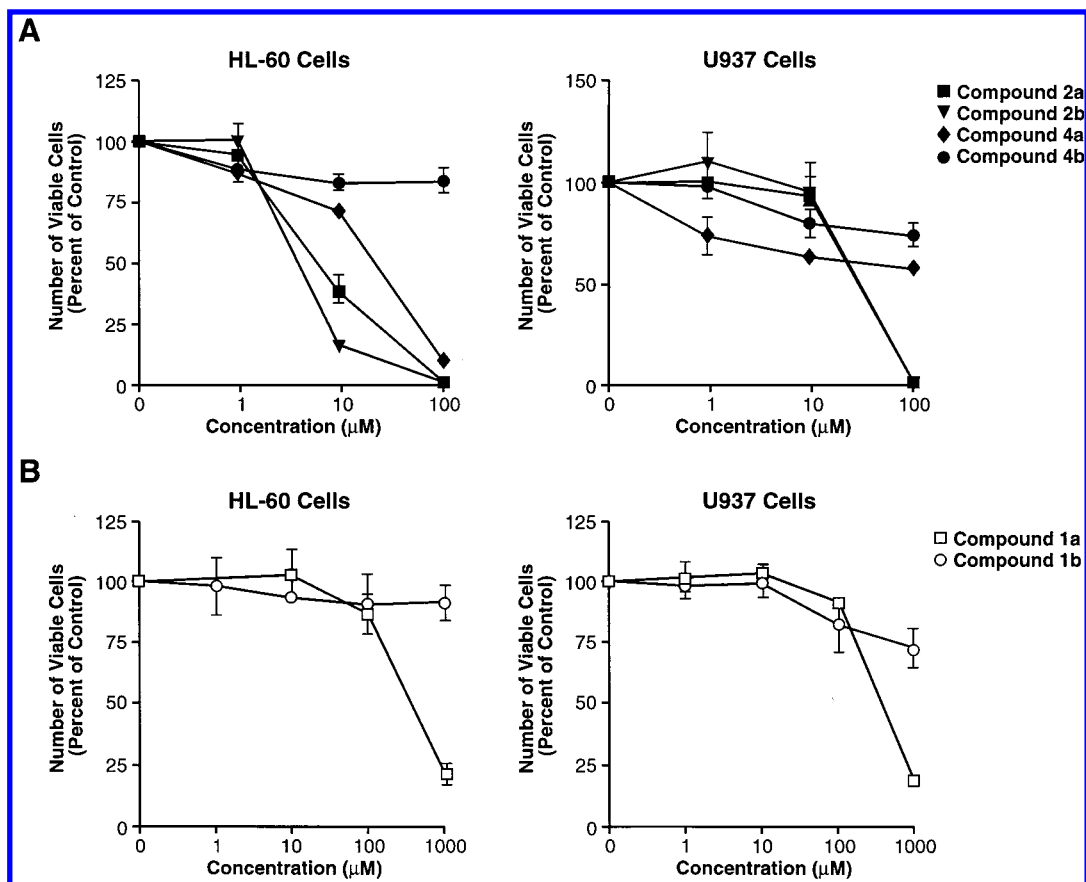 A
HL-60 Cells
U937 Cells
125
100
75
50
25
0
Number of Viable Cells
(Percent of Control)
0 1 10 100
Concentration (μM)
150
100
50
0
Number of Viable Cells
(Percent of Control)
0 1 10 100
Concentration (μM)
Compound 2a
Compound 2b
Compound 4a
Compound 4b
B
HL-60 Cells
U937 Cells
125
100
75
50
25
0
Number of Viable Cells
(Percent of Control)
0 1 10 100 1000
Concentration (μM)
125
100
75
50
25
0
Number of Viable Cells
(Percent of Control)
0 1 10 100 1000
Concentration (μM)
Compound 1a
Compound 1b